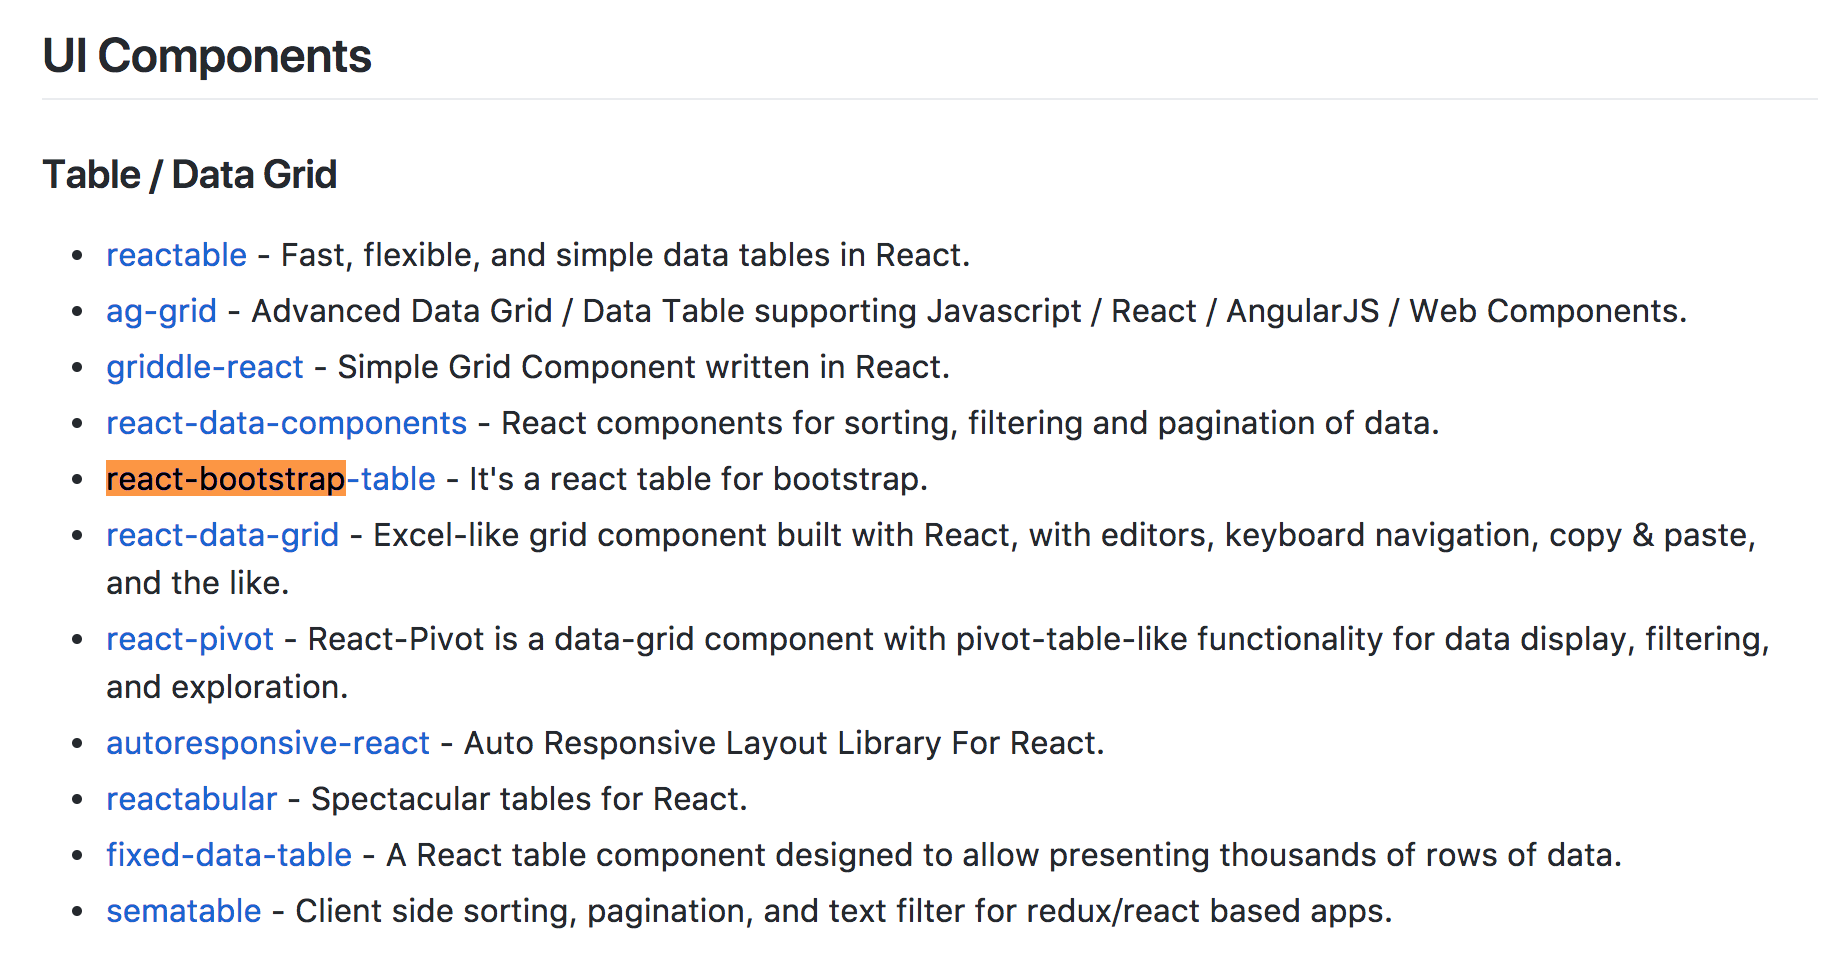 UI Components
Table / Data Grid
• reactable - Fast, flexible, and simple data tables in React.
• ag-grid - Advanced Data Grid / Data Table supporting Javascript / React / AngularJS / Web Components.
• griddle-react - Simple Grid Component written in React.
• react-data-components - React components for sorting, filtering and pagination of data.
• react-bootstrap-table - It's a react table for bootstrap.
• react-data-grid - Excel-like grid component built with React, with editors, keyboard navigation, copy & paste,
and the like.
• react-pivot - React-Pivot is a data-grid component with pivot-table-like functionality for data display, filtering,
and exploration.
• autoresponsive-react - Auto Responsive Layout Library For React.
• reactabular - Spectacular tables for React.
• fixed-data-table - A React table component designed to allow presenting thousands of rows of data.
• sematable - Client side sorting, pagination, and text filter for redux/react based apps.